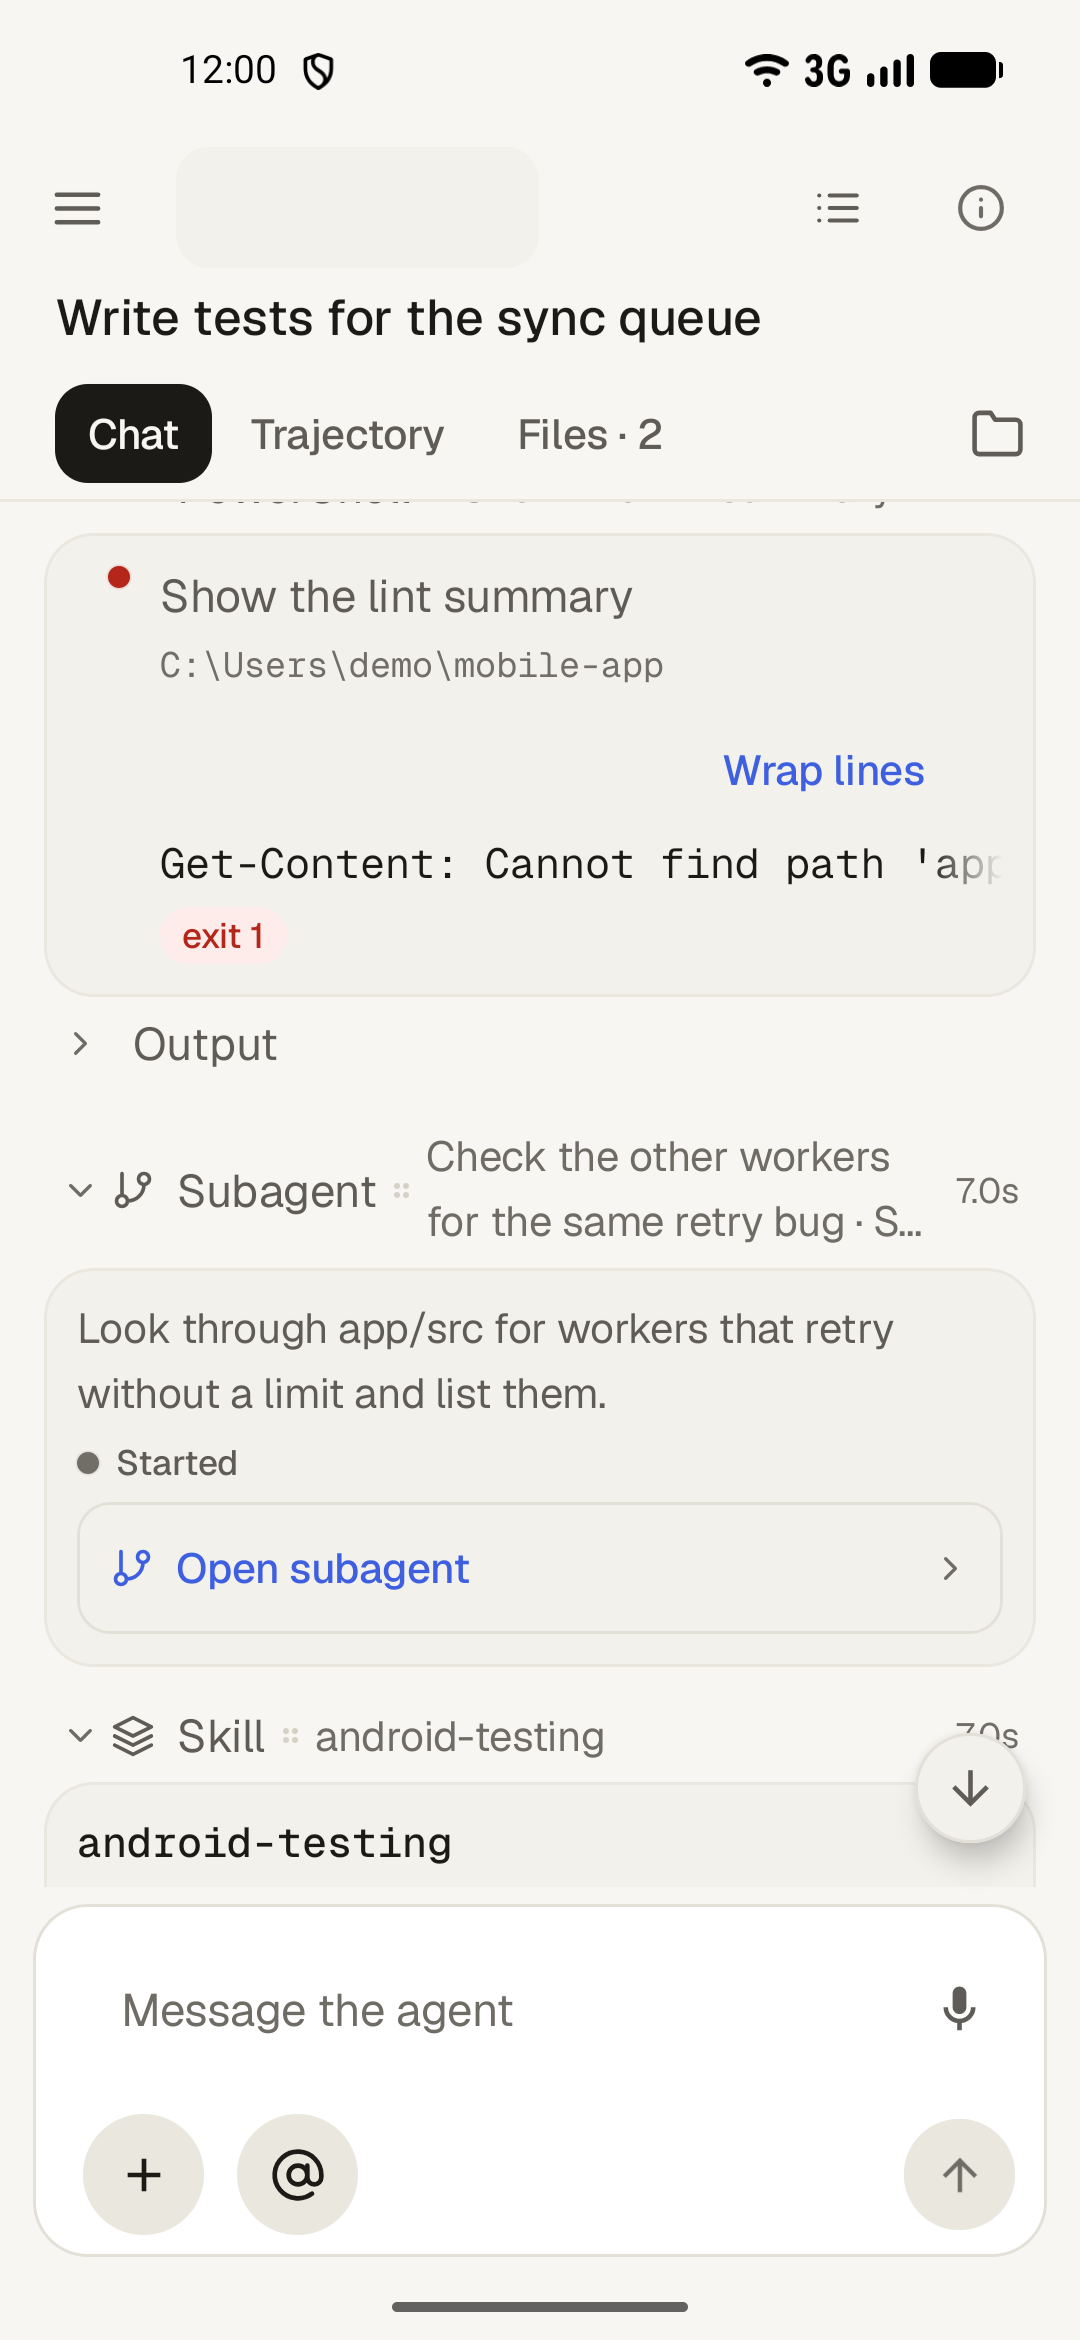 12:00
3G
Write tests for the sync queue
Chat
Trajectory
Files · 2
Show the lint summary
C:\Users\demo\mobile-app
Wrap lines
Get-Content: Cannot find path 'app
exit 1
Output
Subagent
Check the other workers
for the same retry bug · S...
7.0s
Look through app/src for workers that retry
without a limit and list them.
Started
Open subagent
Skill
android-testing
7.0s
android-testing
Message the agent